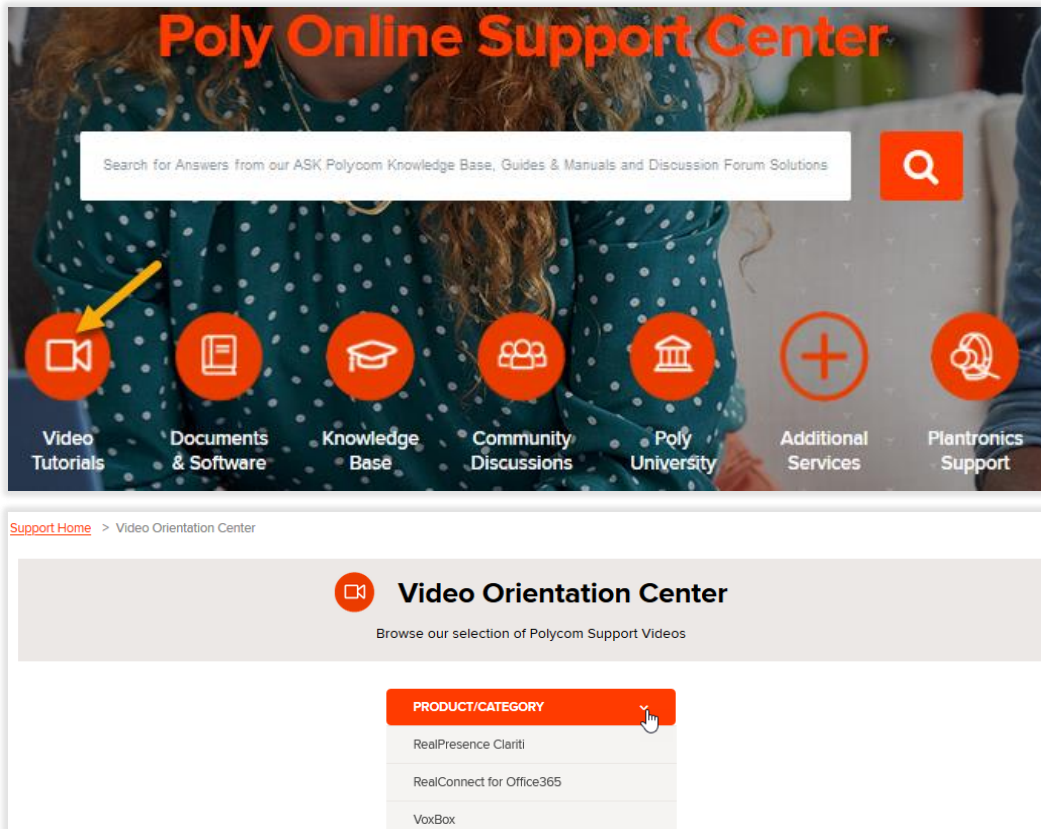 Poly Online Support Center
Search for Answers from our ASK Polycom Knowledge Base, Guides & Manuals and Discussion Forum Solutions
Video
Tutorials
Documents
& Software
Knowledge
Base
Community
Discussions
Poly
University
Additional
Services
Plantronics
Support
Support Home > Video Orientation Center
Video Orientation Center
Browse our selection of Polycom Support Videos
PRODUCT/CATEGORY
RealPresence Clariti
RealConnect for Office365
VoxBox